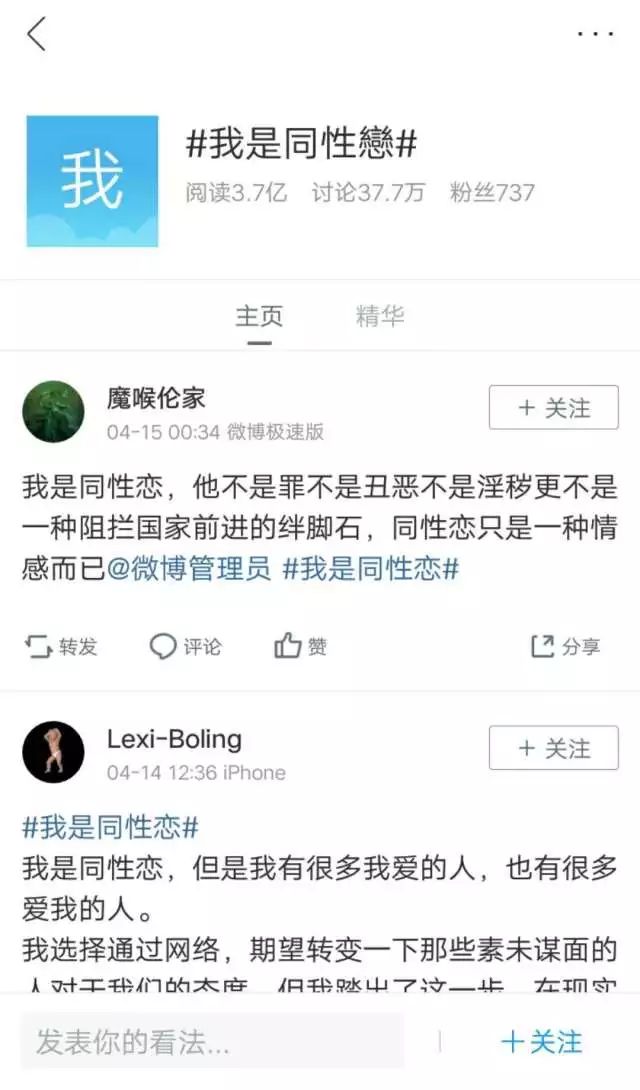 我
#我是同性戀#
阅读3.7亿 讨论37.7万 粉丝737
主页 精华
魔喉伦家
+ 关注
04-15 00:34 微博极速版
我是同性恋，他不是罪不是丑恶不是淫秽更不是
一种阻拦国家前进的绊脚石，同性恋只是一种情
感而已@微博管理员 #我是同性恋#
转发 评论 赞 分享
Lexi-Boling
+ 关注
04-14 12:36 iPhone
#我是同性恋#
我是同性恋，但是我有很多我爱的人，也有很多
爱我的人。
我选择通过网络，期望转变一下那些素未谋面的
人对于我们的态度，但我踏出了这一步，在现实
发表你的看法... +关注